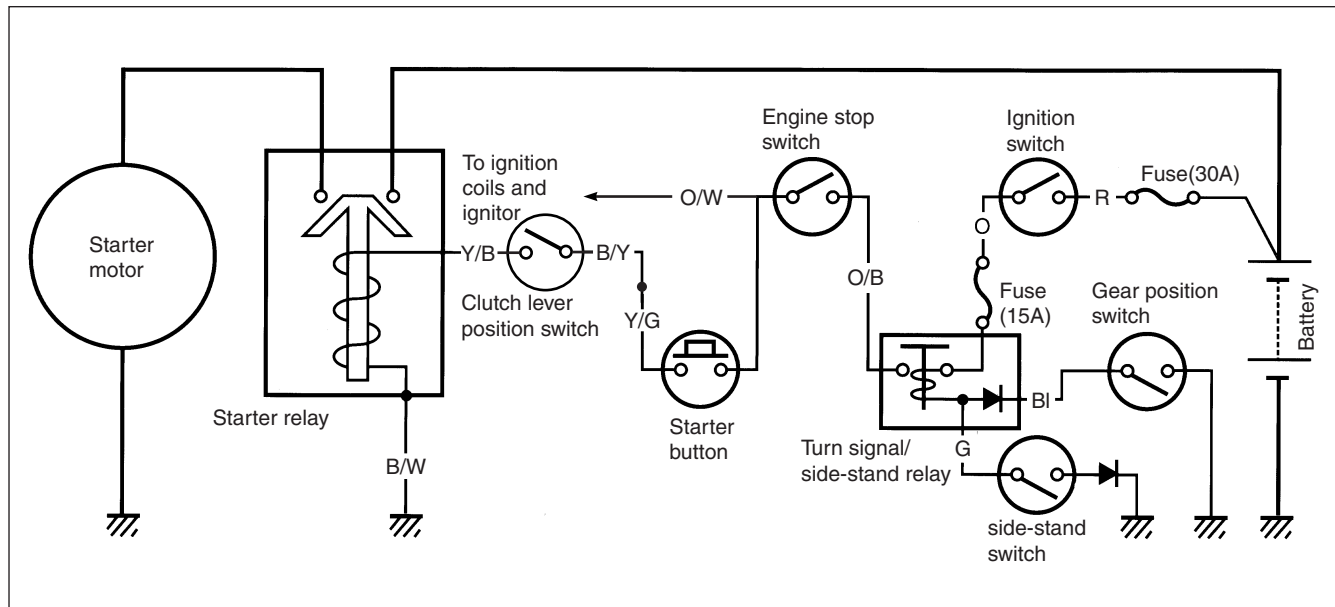 Engine stop
switch
Ignition
switch
Fuse(30A)
To ignition
coils and
ignitor
O/W
R
O
Starter
motor
Y/B
B/Y
Clutch lever
position switch
Y/G
O/B
Fuse
(15A)
Gear position
switch
Battery
Starter relay
Starter
button
Bl
G
Turn signal/
side-stand relay
B/W
side-stand
switch